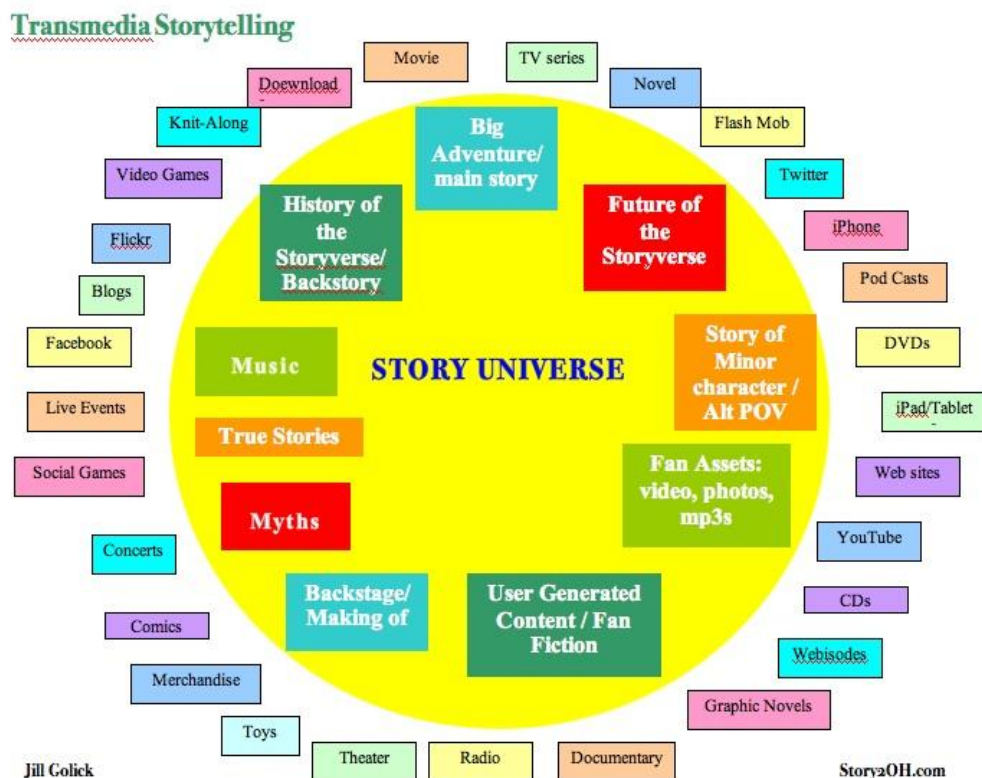 Transmedia Storytelling
Movie
TV series
Doewnload
Novel
Knit-Along
Flash Mob
Big
Adventure/
main story
Video Games
Twitter
History of
the
Storyverse/
Backstory
Future of
the
Storyverse
Flickr
iPhone
Blogs
Pod Casts
Facebook
Music
STORY UNIVERSE
Story of
Minor
character /
Alt POV
DVDs
Live Events
True Stories
iPad/Tablet
Social Games
Fan Assets:
video, photos,
mp3s
Web sites
Myths
Concerts
YouTube
Backstage/
Making of
User Generated
Content / Fan
Fiction
CDs
Comics
Webisodes
Merchandise
Graphic Novels
Toys
Theater
Radio
Documentary
Jill Golick
Story2OH.com